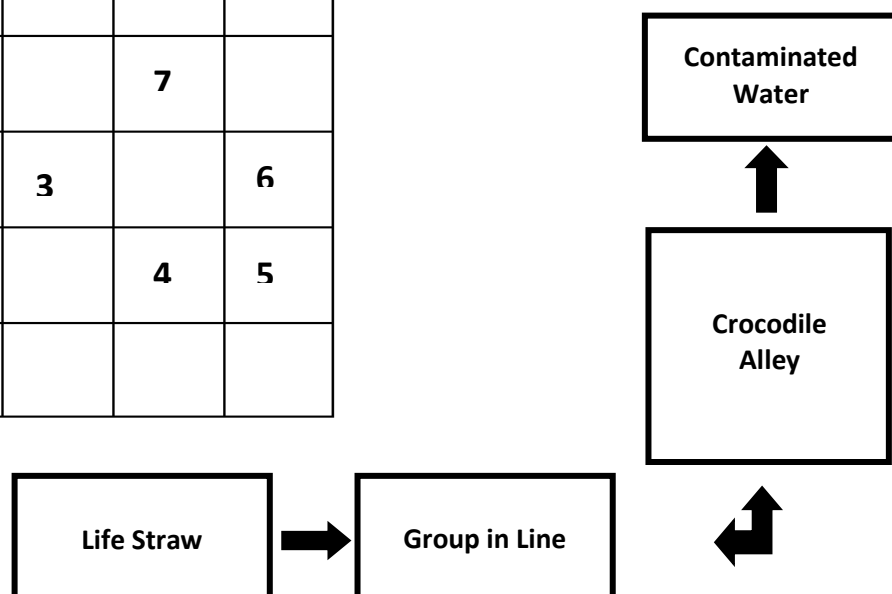 7
3 6
4 5
Contaminated
Water
Crocodile
Alley
Life Straw
Group in Line